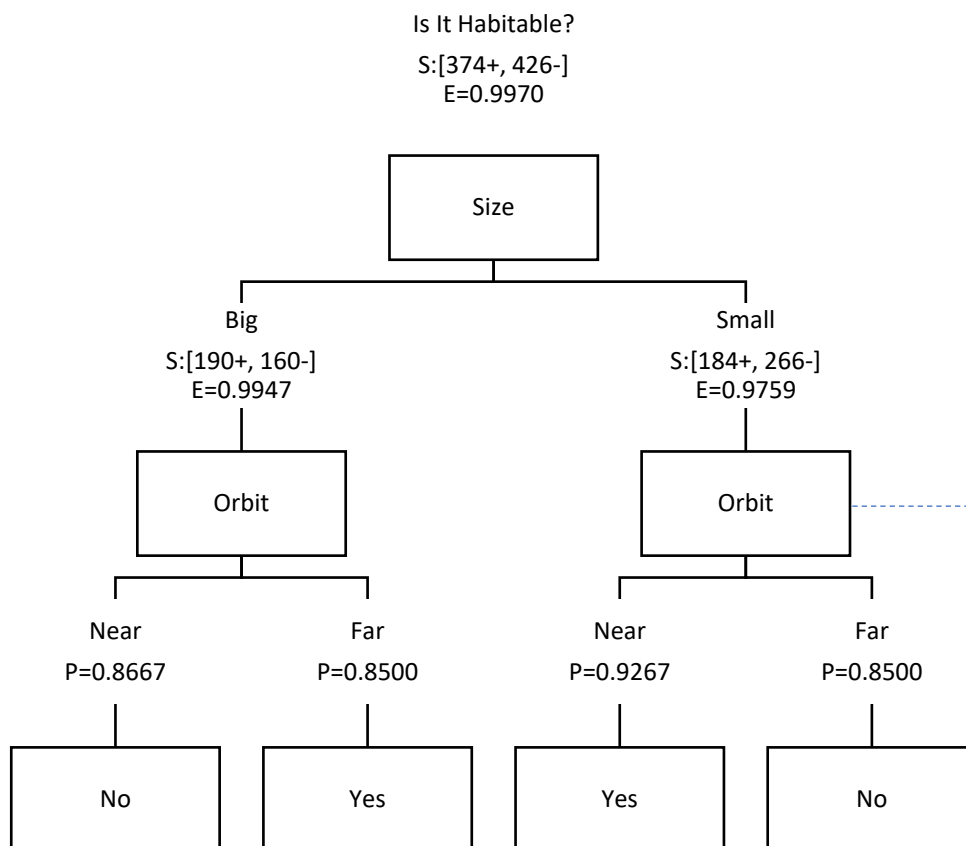 Is It Habitable?
S:[374+, 426-]
E=0.9970
Size
Big
S:[190+, 160-]
E=0.9947
Small
S:[184+, 266-]
E=0.9759
Orbit
Orbit
Near
P=0.8667
Far
P=0.8500
Near
P=0.9267
Far
P=0.8500
No
Yes
Yes
No